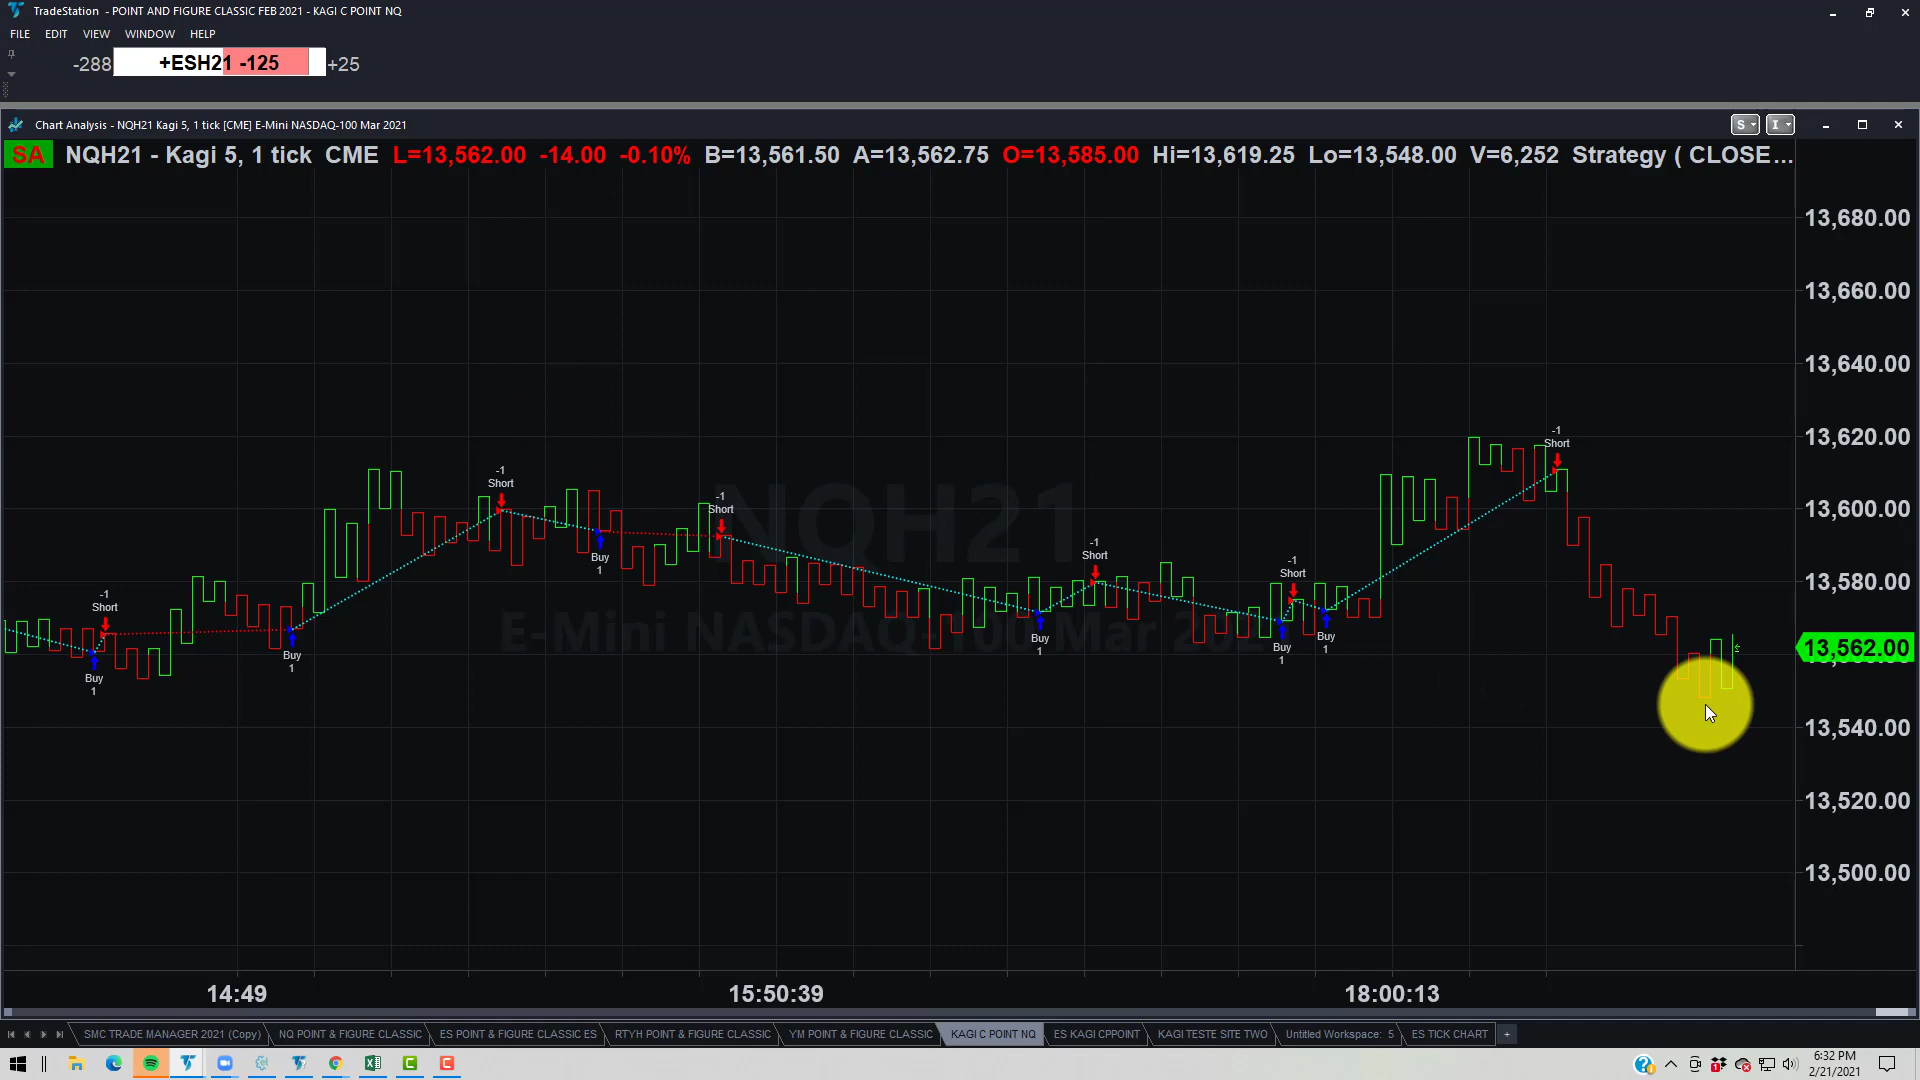 TradeStation - POINT AND FIGURE CLASSIC FEB 2021 - KAGI C POINT NQ
FILE EDIT VIEW WINDOW HELP
-288 +ESH21 -125 +25
Chart Analysis - NQH21 Kagi 5, 1 tick [CME] E-Mini NASDAQ-100 Mar 2021
S I
SA NQH21 - Kagi 5, 1 tick CME L=13,562.00 -14.00 -0.10% B=13,561.50 A=13,562.75 O=13,585.00 Hi=13,619.25 Lo=13,548.00 V=6,252 Strategy ( CLOSE...
13,680.00
13,660.00
13,640.00
13,620.00
13,600.00
13,580.00
13,562.00
13,540.00
13,520.00
13,500.00
NQH21
E-Mini NASDAQ-100 Mar 2021
-1
Short
Buy
1
Buy
1
-1
Short
Buy
1
-1
Short
Buy
1
-1
Short
Buy
1
-1
Short
Buy
1
-1
Short
14:49 15:50:39 18:00:13
SMC TRADE MANAGER 2021 (Copy) NQ POINT & FIGURE CLASSIC ES POINT & FIGURE CLASSIC ES RTYH POINT & FIGURE CLASSIC YM POINT & FIGURE CLASSIC KAGI C POINT NQ ES KAGI CPPOINT KAGI TESTE SITE TWO Untitled Workspace: 5 ES TICK CHART +
6:32 PM
2/21/2021